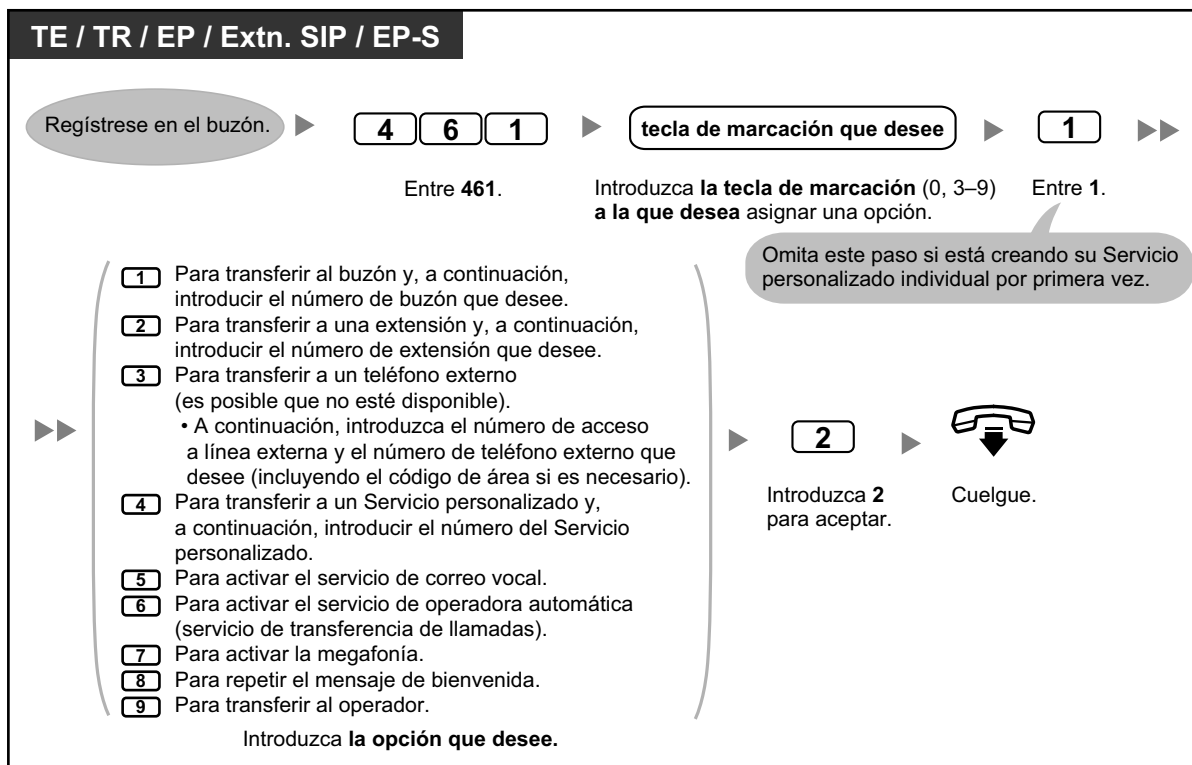 TE / TR / EP / Extn. SIP / EP-S
Regístrese en el buzón.
4 6 1
tecla de marcación que desee
1
Entre 461.
Introduzca la tecla de marcación (0, 3–9)
a la que desea asignar una opción.
Entre 1.
Omita este paso si está creando su Servicio
personalizado individual por primera vez.
1 Para transferir al buzón y, a continuación,
introducir el número de buzón que desee.
2 Para transferir a una extensión y, a continuación,
introducir el número de extensión que desee.
3 Para transferir a un teléfono externo
(es posible que no esté disponible).
• A continuación, introduzca el número de acceso
a línea externa y el número de teléfono externo que
desee (incluyendo el código de área si es necesario).
4 Para transferir a un Servicio personalizado y,
a continuación, introducir el número del Servicio
personalizado.
5 Para activar el servicio de correo vocal.
6 Para activar el servicio de operadora automática
(servicio de transferencia de llamadas).
7 Para activar la megafonía.
8 Para repetir el mensaje de bienvenida.
9 Para transferir al operador.
Introduzca la opción que desee.
2
Introduzca 2
para aceptar.
Cuelgue.